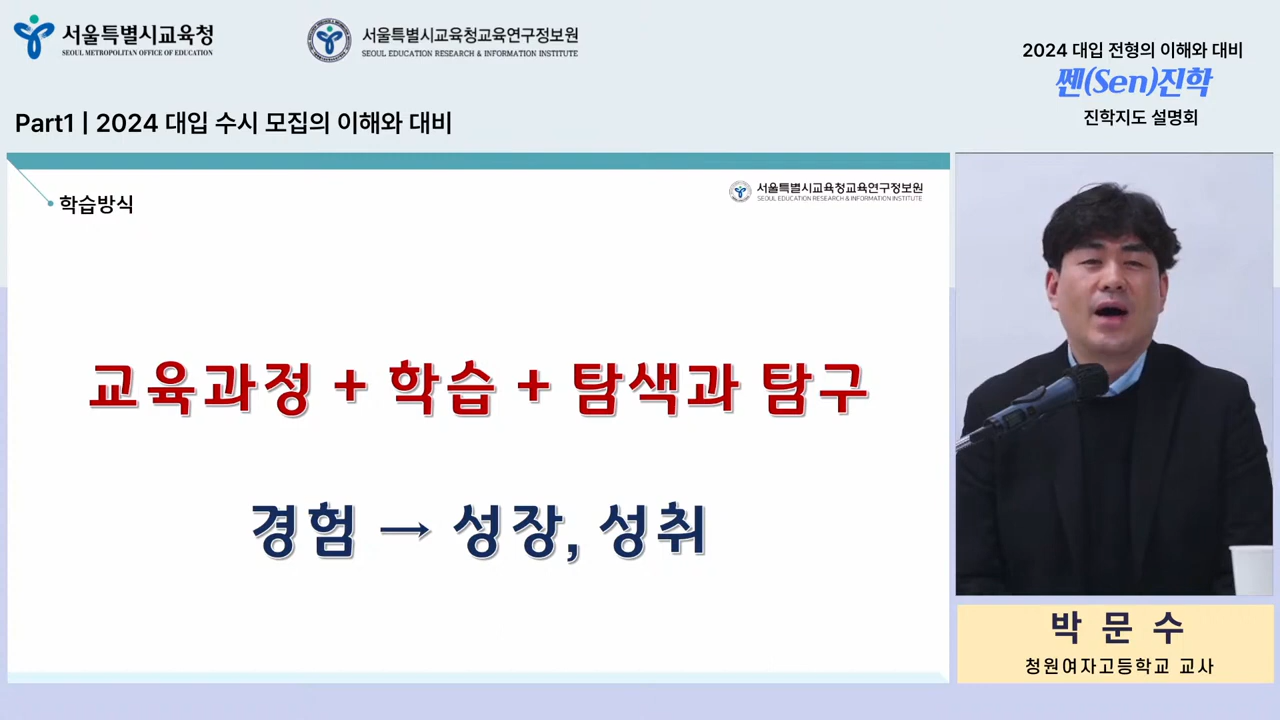 서울특별시교육청
SEOUL METROPOLITAN OFFICE OF EDUCATION
서울특별시교육청교육연구정보원
SEOUL EDUCATION RESEARCH & INFORMATION INSTITUTE
2024 대입 전형의 이해와 대비
쎈(Sen)진학
진학지도 설명회
Part1 | 2024 대입 수시 모집의 이해와 대비
학습방식
서울특별시교육청교육연구정보원
SEOUL EDUCATION RESEARCH & INFORMATION INSTITUTE
교육과정 + 학습 + 탐색과 탐구
경험 → 성장, 성취
박 문 수
청원여자고등학교 교사